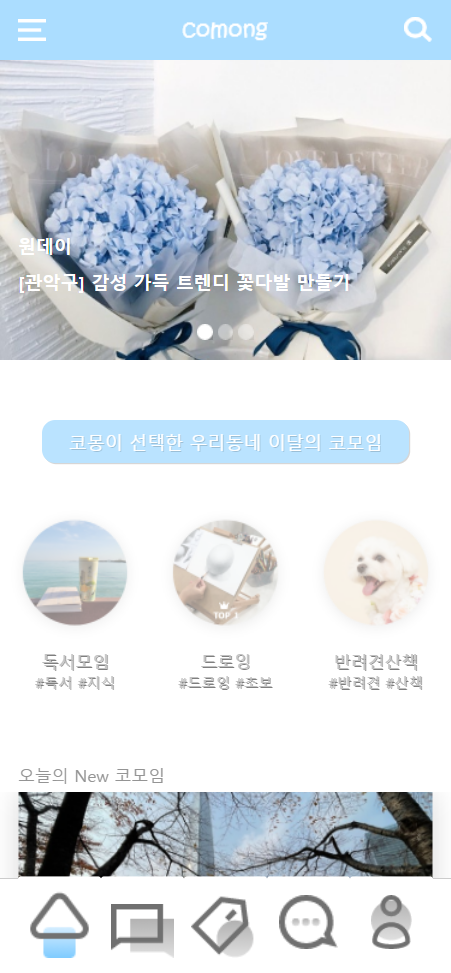 comong
원데이
[관악구] 감성 가득 트렌디 꽃다발 만들기
코몽이 선택한 우리동네 이달의 코모임
TOP 1
독서모임
드로잉
반려견산책
#독서 #지식
#드로잉 #초보
#반려견 #산책
오늘의 New 코모임